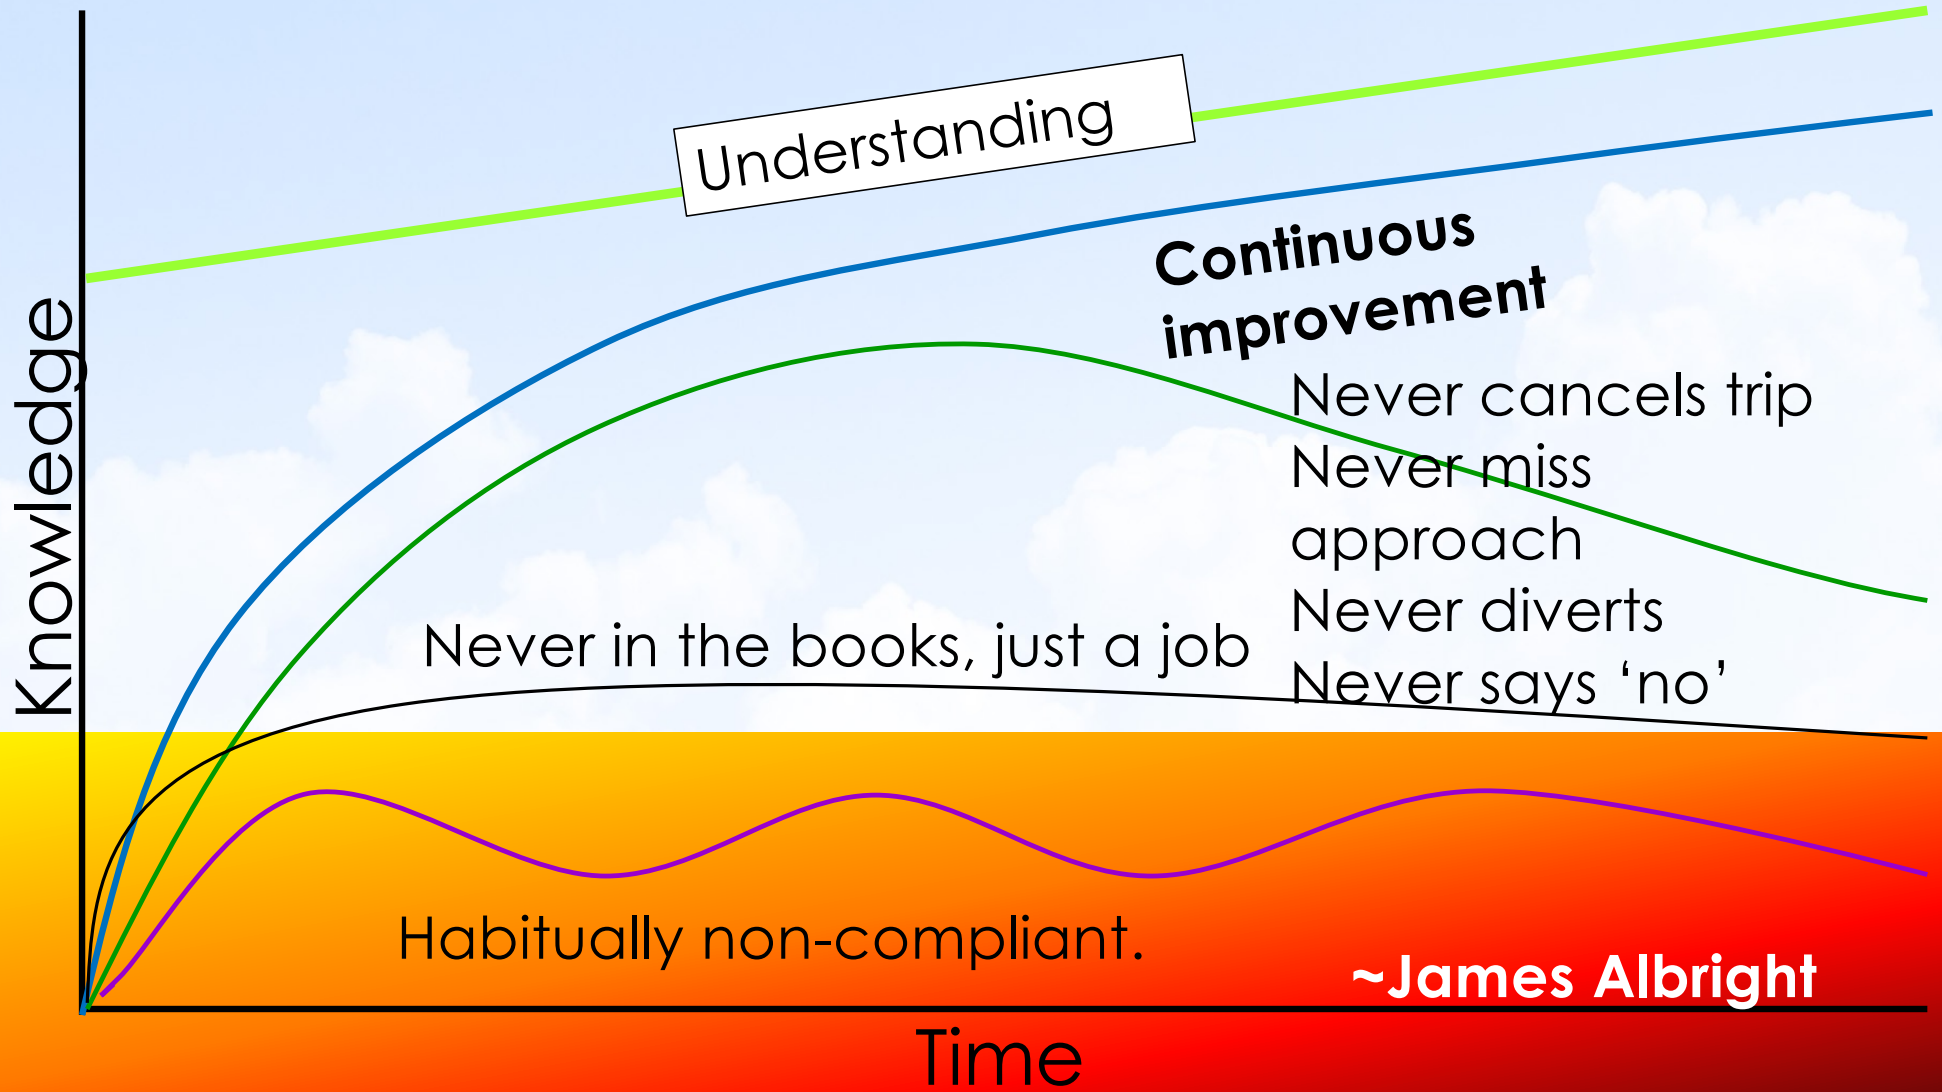 Understanding
Continuous
improvement
Never cancels trip
Never miss
approach
Never diverts
Never says ‘no’
Never in the books, just a job
Habitually non-compliant.
~James Albright
Knowledge
Time